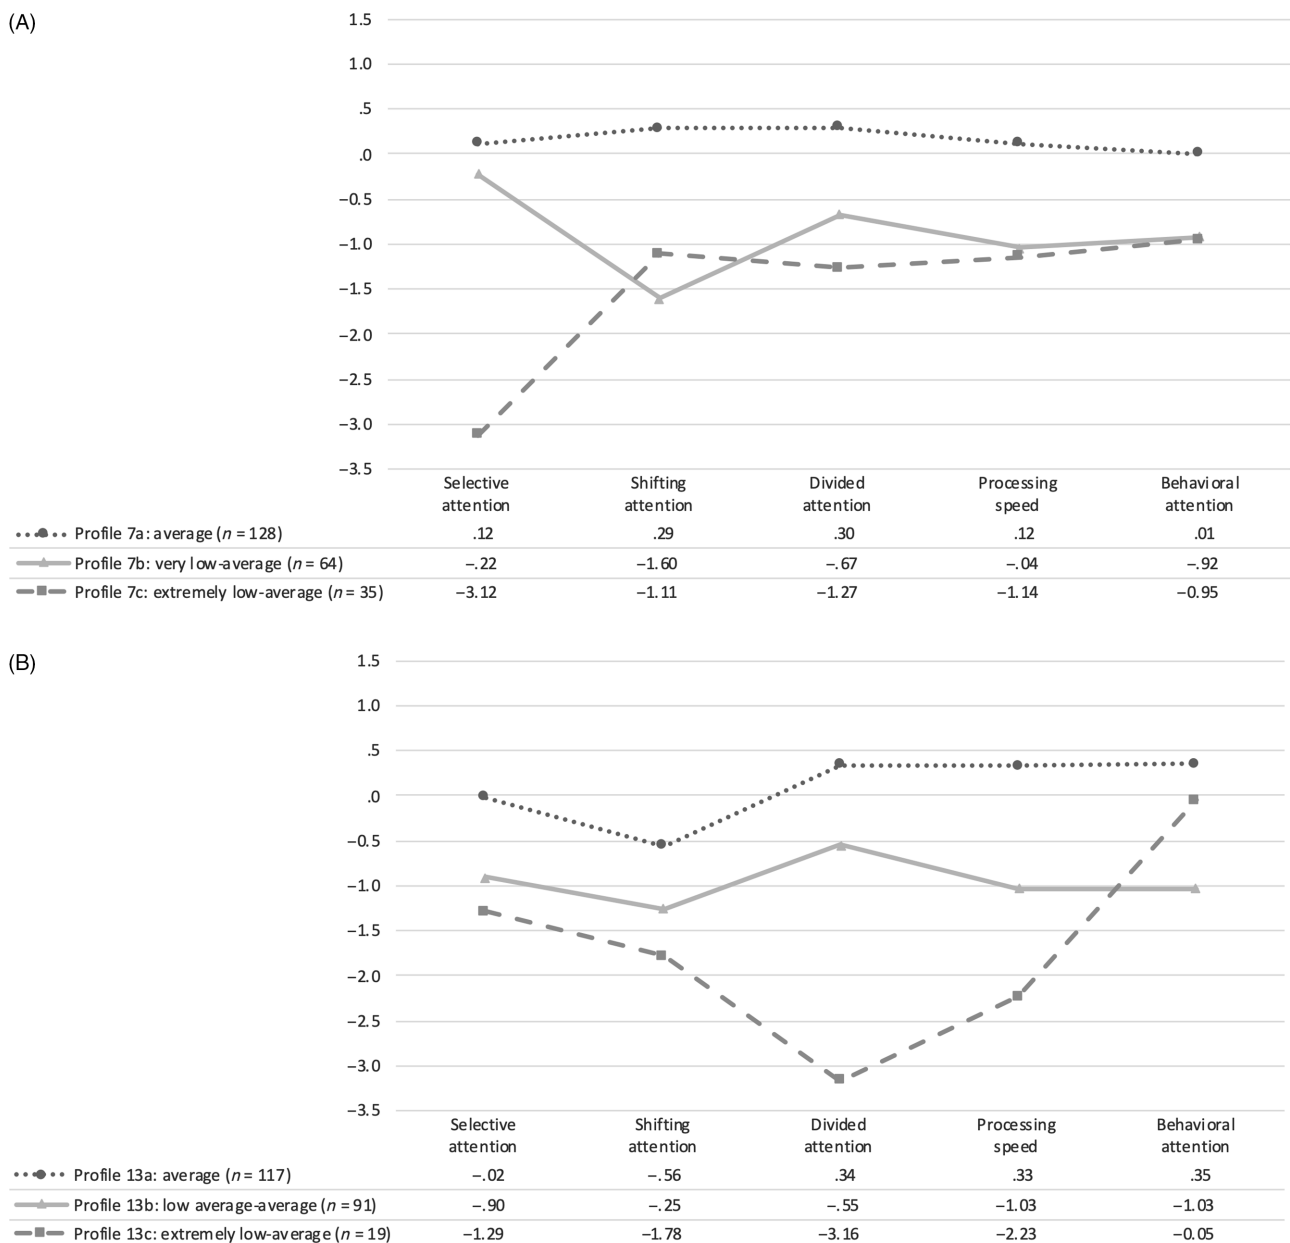 (A)
1.5
1.0
.5
.0
−0.5
−1.0
−1.5
−2.0
−2.5
−3.0
−3.5
Selective attention Shifting attention Divided attention Processing speed Behavioral attention
Profile 7a: average (n = 128) .12 .29 .30 .12 .01
Profile 7b: very low-average (n = 64) −.22 −1.60 −.67 −.04 −.92
Profile 7c: extremely low-average (n = 35) −3.12 −1.11 −1.27 −1.14 −0.95
(B)
1.5
1.0
.5
.0
−0.5
−1.0
−1.5
−2.0
−2.5
−3.0
−3.5
Selective attention Shifting attention Divided attention Processing speed Behavioral attention
Profile 13a: average (n = 117) −.02 −.56 .34 .33 .35
Profile 13b: low average-average (n = 91) −.90 −.25 −.55 −1.03 −1.03
Profile 13c: extremely low-average (n = 19) −1.29 −1.78 −3.16 −2.23 −0.05